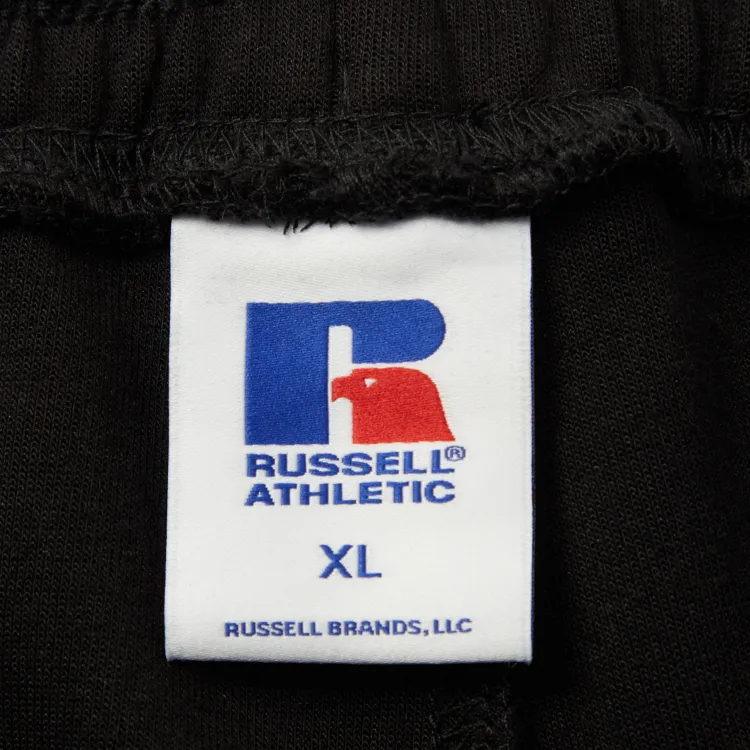 RUSSELL®
ATHLETIC
XL
RUSSELL BRANDS, LLC